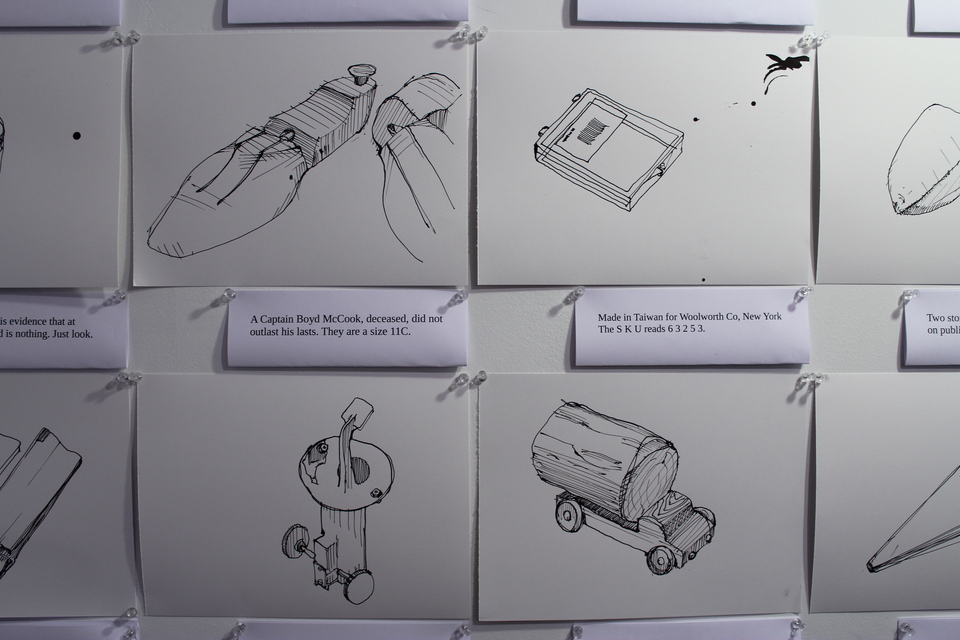 is evidence that at
d is nothing. Just look.
A Captain Boyd McCook, deceased, did not
outlast his lasts. They are a size 11C.
Made in Taiwan for Woolworth Co, New York
The S K U reads 6 3 2 5 3.
Two sto
on publi